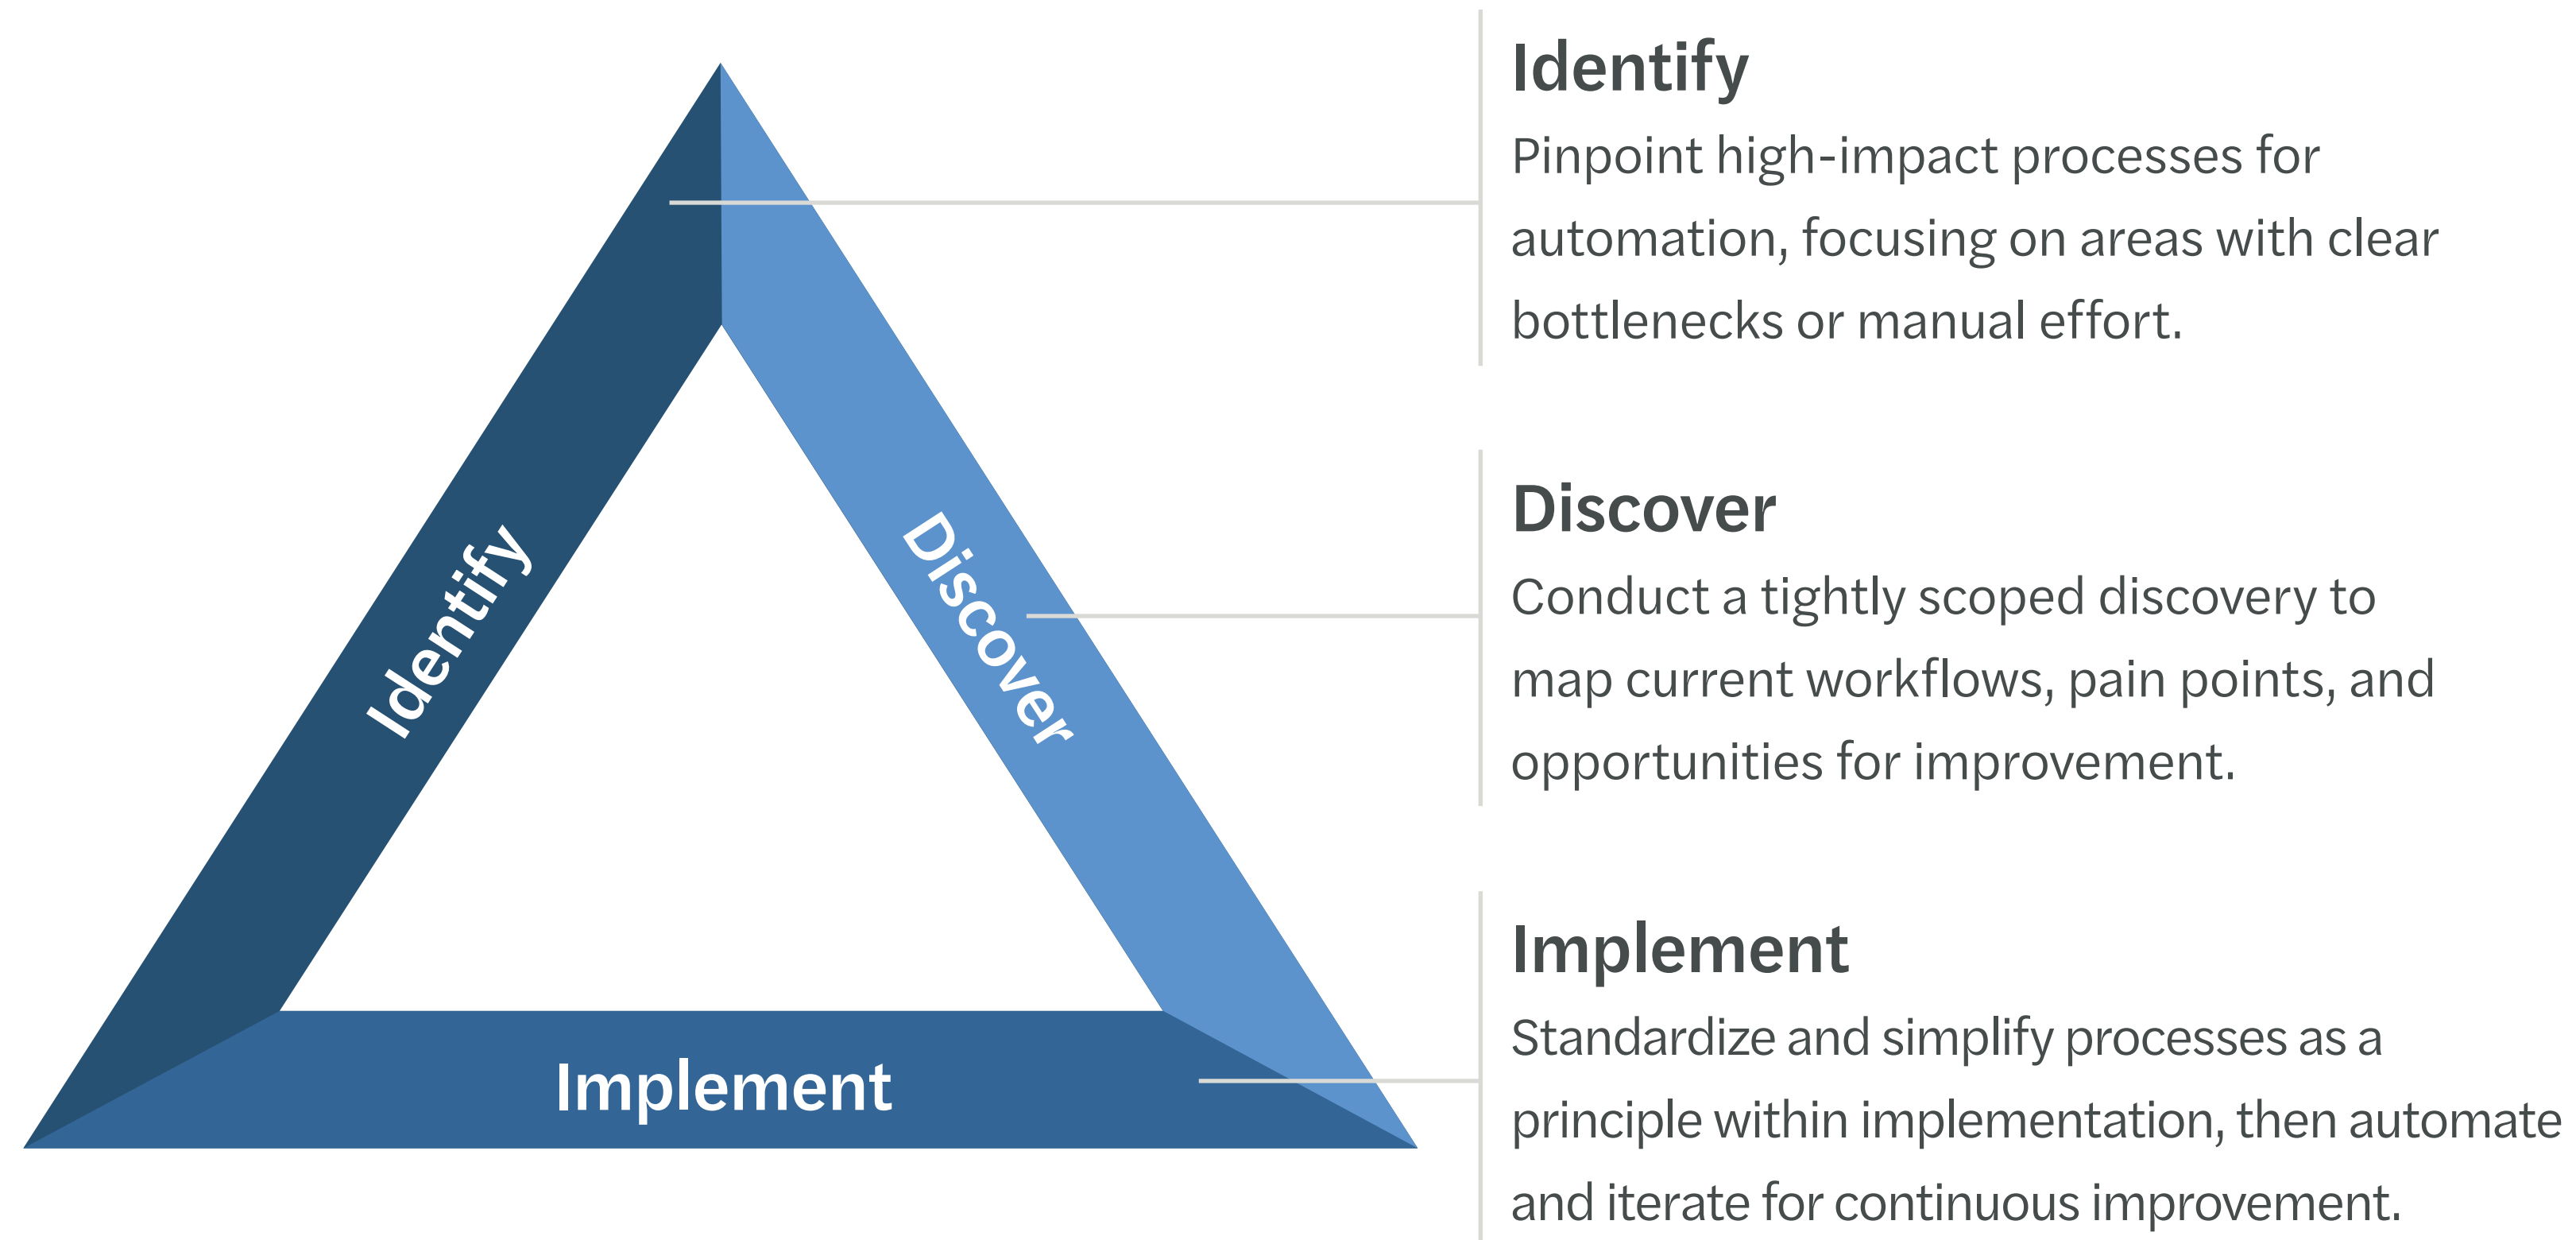 Identify
Pinpoint high-impact processes for
automation, focusing on areas with clear
bottlenecks or manual effort.
Identify
Discover
Discover
Conduct a tightly scoped discovery to
map current workflows, pain points, and
opportunities for improvement.
Implement
Implement
Standardize and simplify processes as a
principle within implementation, then automate
and iterate for continuous improvement.